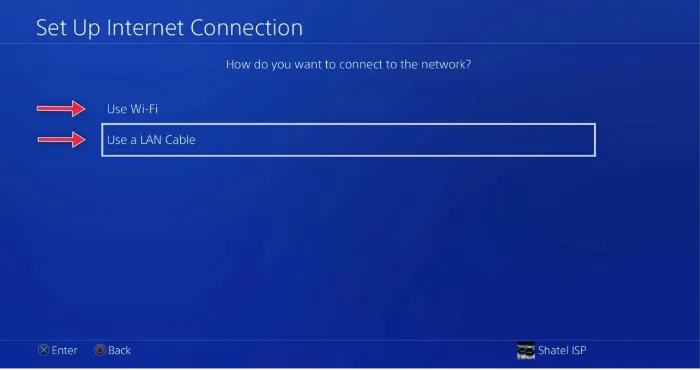 Set Up Internet Connection
How do you want to connect to the network?
Use Wi-Fi
Use a LAN Cable
Enter Back Shatel ISP